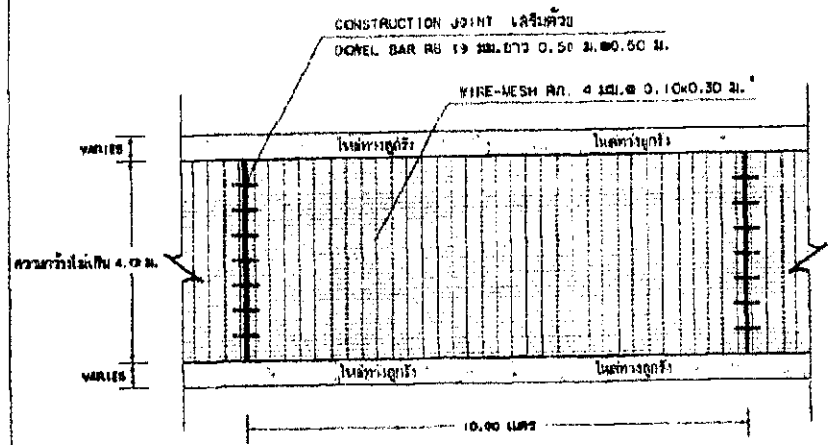 CONSTRUCTION JOINT เสริมด้วย
DOWEL BAR RB 19 มม.ยาว 0.50 ม.@0.50 ม.
WIRE-MESH ศก. 4 มม.@ 0.10x0.30 ม.
VARIES
ไหล่ทางลูกรัง ไหล่ทางลูกรัง
ความกว้างไม่เกิน 4.00 ม.
VARIES
ไหล่ทางลูกรัง ไหล่ทางลูกรัง
10.00 เมตร